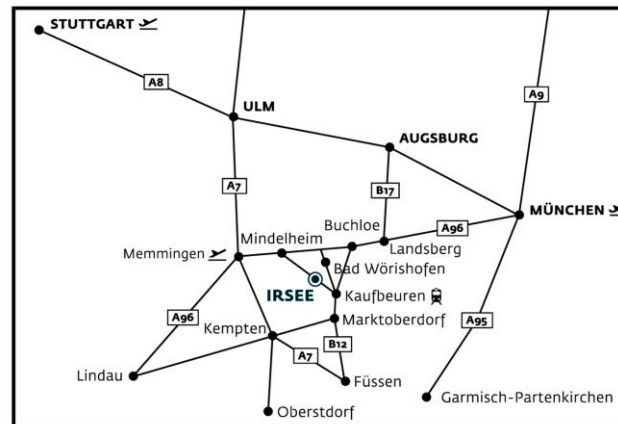 STUTTGART
A8
A9
ULM
AUGSBURG
A7
B17
MÜNCHEN
A96
Buchloe
Mindelheim
Landsberg
Memmingen
Bad Wörishofen
IRSEE
Kaufbeuren
A96
Kempten
Marktoberdorf
A95
B12
A7
Lindau
Füssen
Garmisch-Partenkirchen
Oberstdorf